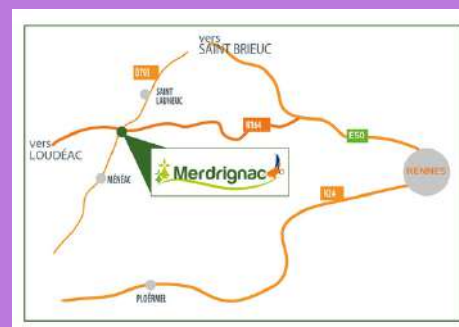 vers
SAINT BRIEUC
D793
SAINT
LAUNEUC
N164
E50
vers
LOUDÉAC
Merdrignac
RENNES
MÉNÉAC
N24
PLOËRMEL